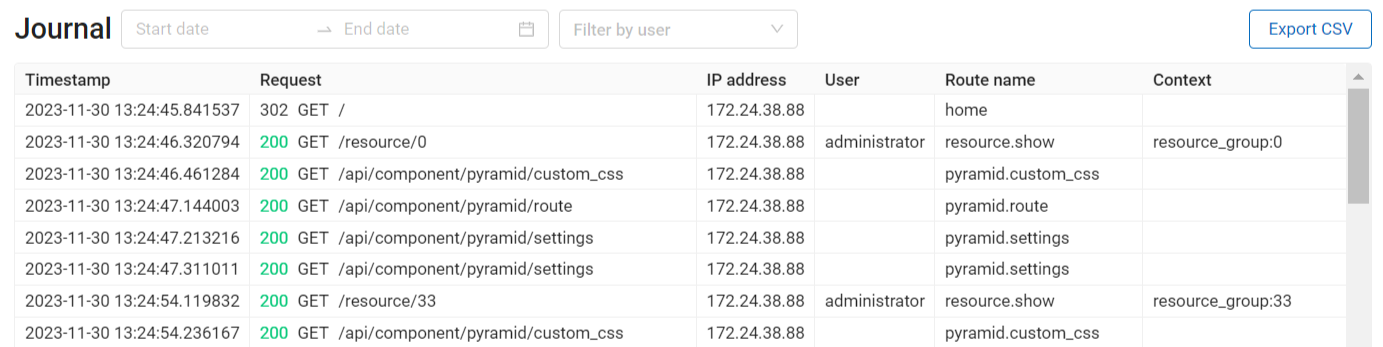 Journal Start date End date Filter by user Export CSV
Timestamp Request IP address User Route name Context
2023-11-30 13:24:45.841537 302 GET / 172.24.38.88 home
2023-11-30 13:24:46.320794 200 GET /resource/0 172.24.38.88 administrator resource.show resource_group:0
2023-11-30 13:24:46.461284 200 GET /api/component/pyramid/custom_css 172.24.38.88 pyramid.custom_css
2023-11-30 13:24:47.144003 200 GET /api/component/pyramid/route 172.24.38.88 pyramid.route
2023-11-30 13:24:47.213216 200 GET /api/component/pyramid/settings 172.24.38.88 pyramid.settings
2023-11-30 13:24:47.311011 200 GET /api/component/pyramid/settings 172.24.38.88 pyramid.settings
2023-11-30 13:24:54.119832 200 GET /resource/33 172.24.38.88 administrator resource.show resource_group:33
2023-11-30 13:24:54.236167 200 GET /api/component/pyramid/custom_css 172.24.38.88 pyramid.custom_css